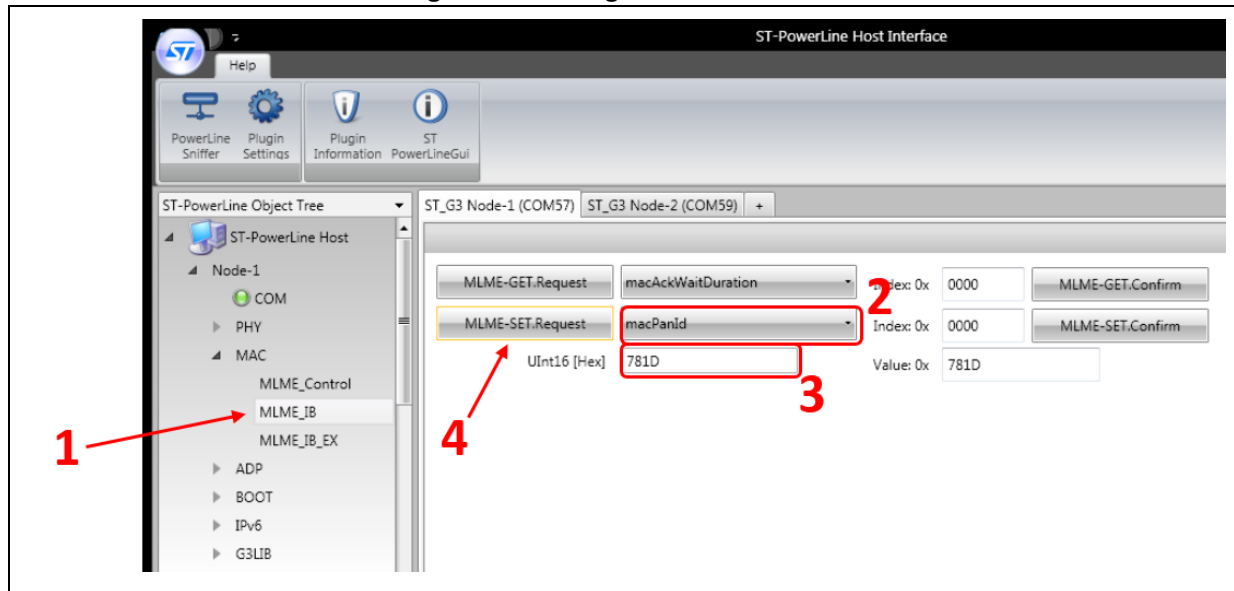 ST-PowerLine Host Interface
ST
Help
PowerLine Sniffer
Plugin Settings
Plugin Information
ST PowerLineGui
ST-PowerLine Object Tree
ST-PowerLine Host
Node-1
COM
PHY
MAC
MLME_Control
MLME_IB
MLME_IB_EX
ADP
BOOT
IPv6
G3LIB
1
ST_G3 Node-1 (COM57) ST_G3 Node-2 (COM59) +
MLME-GET.Request macAckWaitDuration Index: 0x 0000 MLME-GET.Confirm
2
MLME-SET.Request macPanId Index: 0x 0000 MLME-SET.Confirm
UInt16 [Hex] 781D Value: 0x 781D
3
4